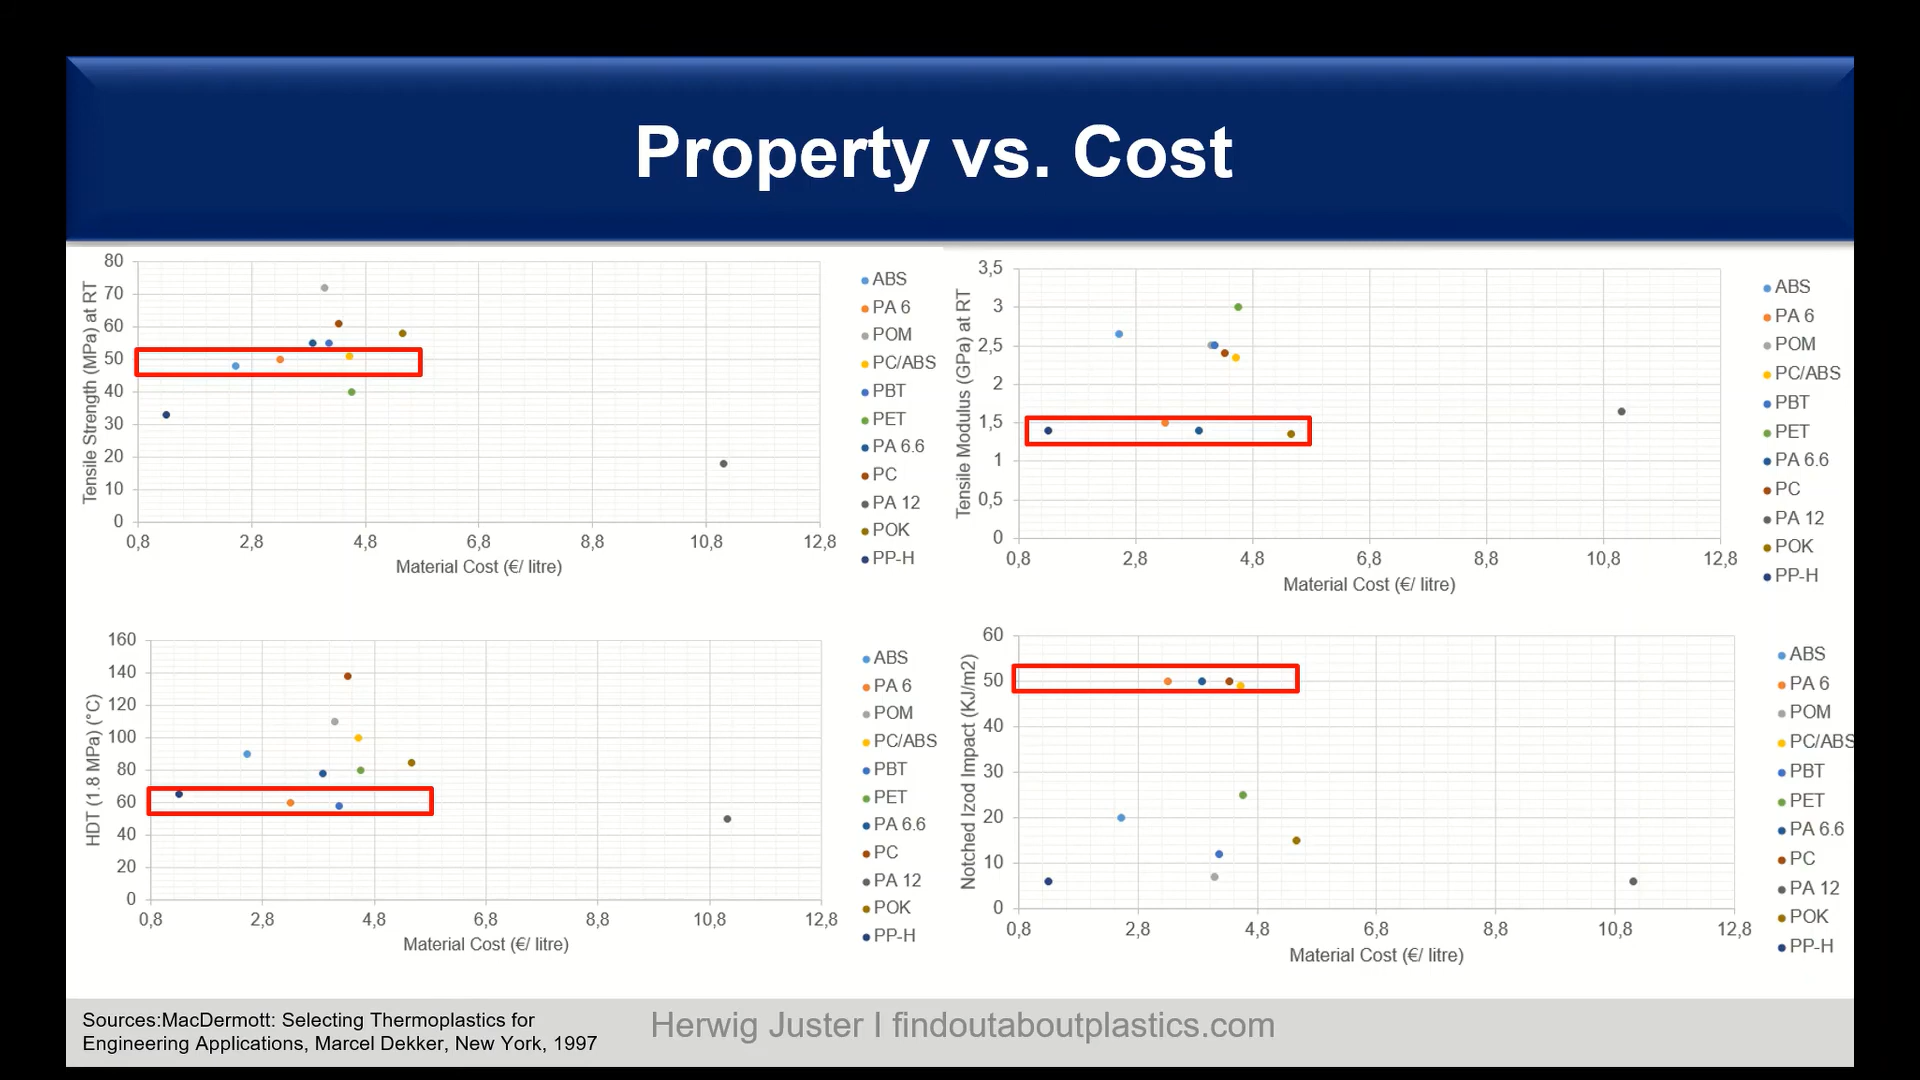 Property vs. Cost
80
70
60
50
40
30
20
10
0
Tensile Strength (MPa) at RT
0,8 2,8 4,8 6,8 8,8 10,8 12,8
Material Cost (€/ litre)
ABS
PA 6
POM
PC/ABS
PBT
PET
PA 6.6
PC
PA 12
POK
PP-H
3,5
3
2,5
2
1,5
1
0,5
0
Tensile Modulus (GPa) at RT
0,8 2,8 4,8 6,8 8,8 10,8 12,8
Material Cost (€/ litre)
ABS
PA 6
POM
PC/ABS
PBT
PET
PA 6.6
PC
PA 12
POK
PP-H
160
140
120
100
80
60
40
20
0
HDT (1.8 MPa) (°C)
0,8 2,8 4,8 6,8 8,8 10,8 12,8
Material Cost (€/ litre)
ABS
PA 6
POM
PC/ABS
PBT
PET
PA 6.6
PC
PA 12
POK
PP-H
60
50
40
30
20
10
0
Notched Izod Impact (KJ/m2)
0,8 2,8 4,8 6,8 8,8 10,8 12,8
Material Cost (€/ litre)
ABS
PA 6
POM
PC/ABS
PBT
PET
PA 6.6
PC
PA 12
POK
PP-H
Sources:MacDermott: Selecting Thermoplastics for
Engineering Applications, Marcel Dekker, New York, 1997
Herwig Juster I findoutaboutplastics.com